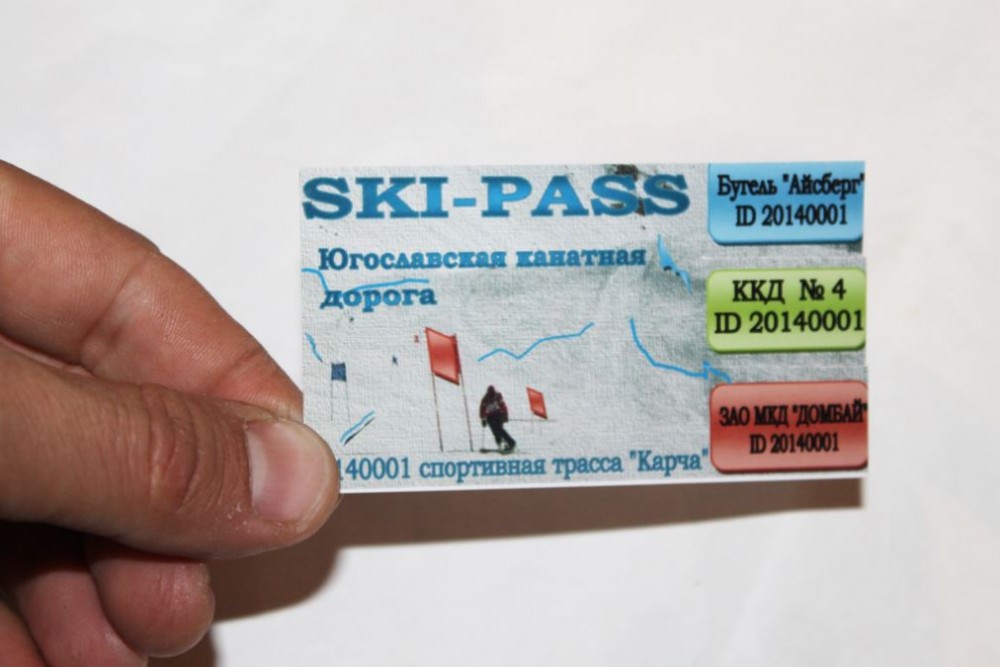 SKI-PASS
Югославская канатная
дорога
140001 спортивная трасса "Карча"
Бугель "Айсберг"
ID 20140001
ККД № 4
ID 20140001
ЗАО МКД "ДОМБАЙ"
ID 20140001